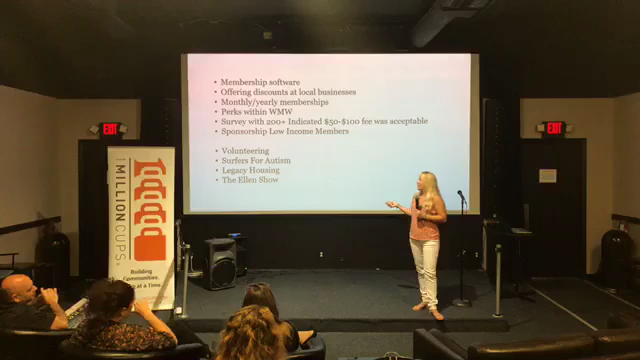 • Membership software
• Offering discounts at local businesses
• Monthly/yearly memberships
• Perks within WMW
• Survey with 200+ Indicated $50-$100 fee was acceptable
• Sponsorship Low Income Members
• Volunteering
• Surfers For Autism
• Legacy Housing
• The Ellen Show
EXIT
EXIT
1 MILLION CUPS
Building
Communities,
at a Time.